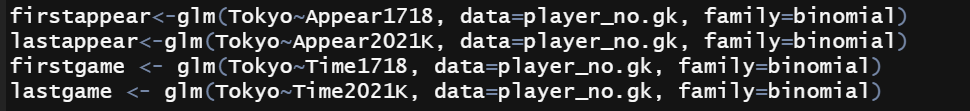 firstappear<-glm(Tokyo~Appear1718, data=player_no.gk, family=binomial)
lastappear<-glm(Tokyo~Appear2021K, data=player_no.gk, family=binomial)
firstgame <- glm(Tokyo~Time1718, data=player_no.gk, family=binomial)
lastgame <- glm(Tokyo~Time2021K, data=player_no.gk, family=binomial)